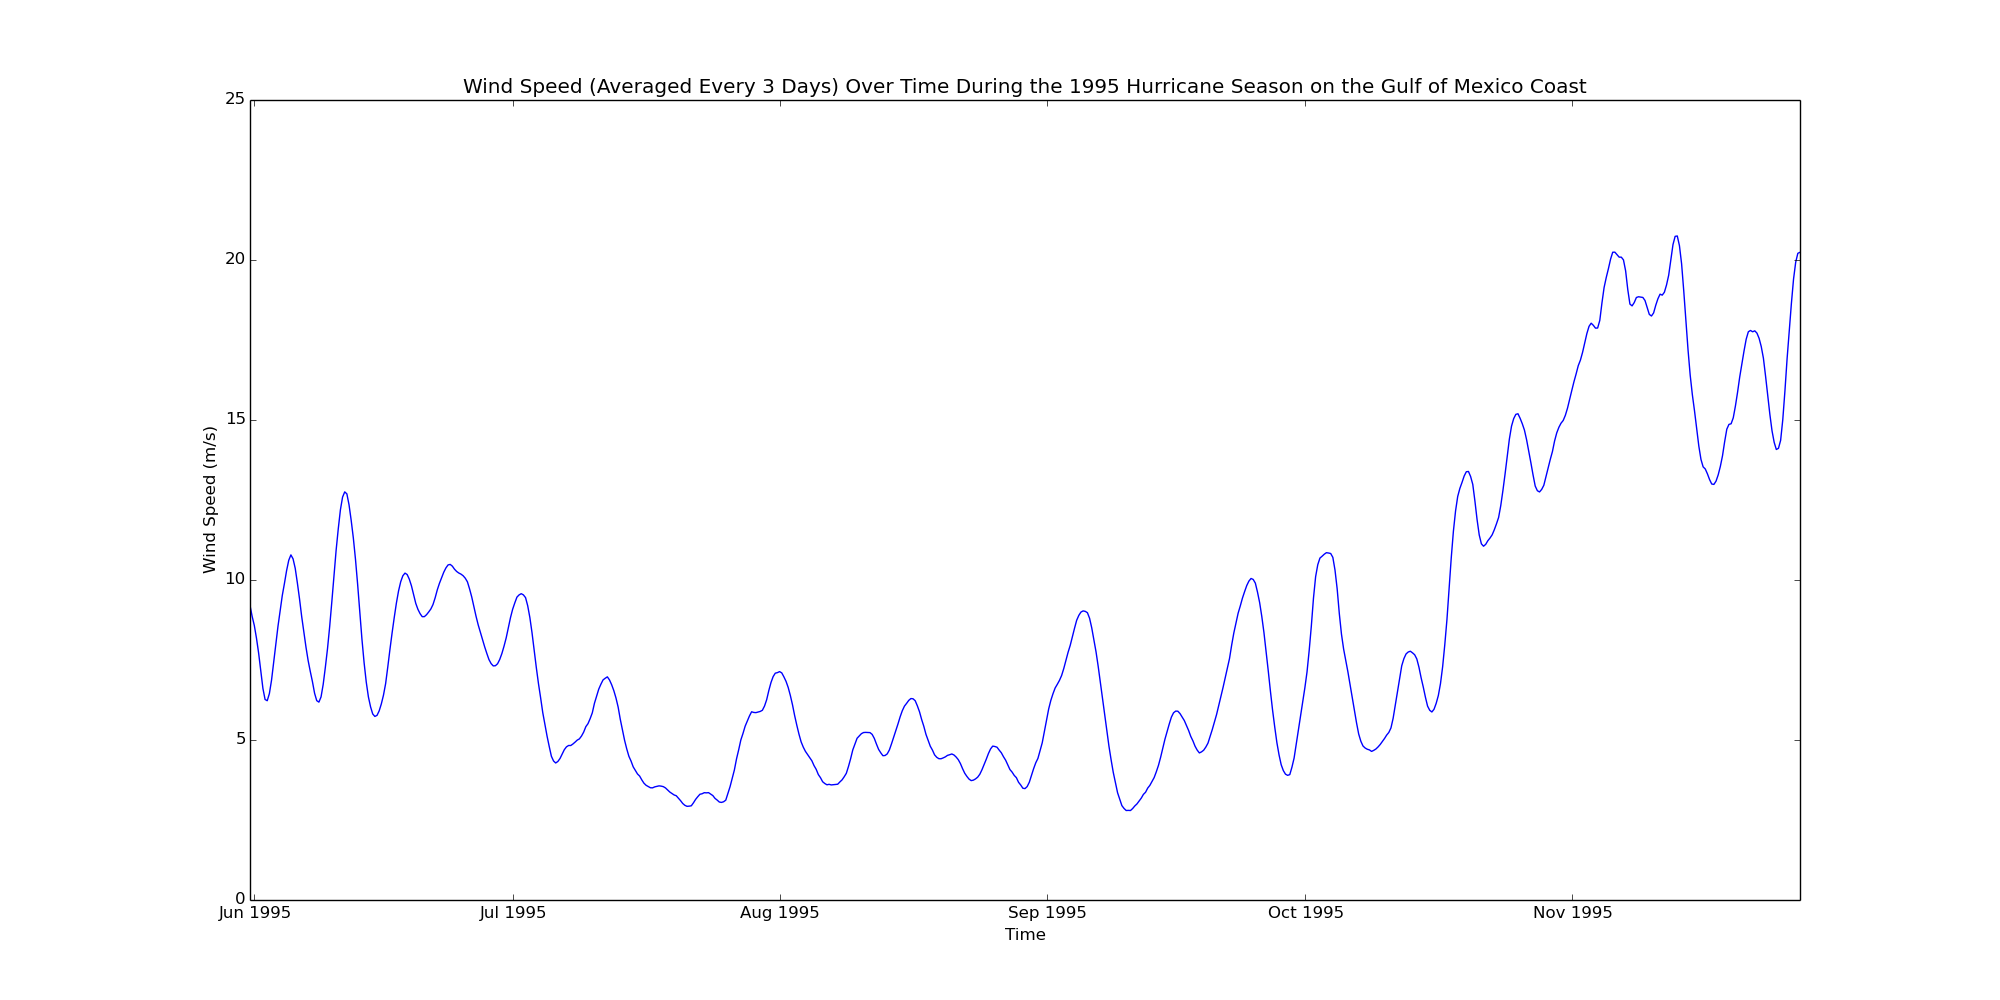 Wind Speed (Averaged Every 3 Days) Over Time During the 1995 Hurricane Season on the Gulf of Mexico Coast
25
20
15
10
5
0
Wind Speed (m/s)
Jun 1995 Jul 1995 Aug 1995 Sep 1995 Oct 1995 Nov 1995
Time